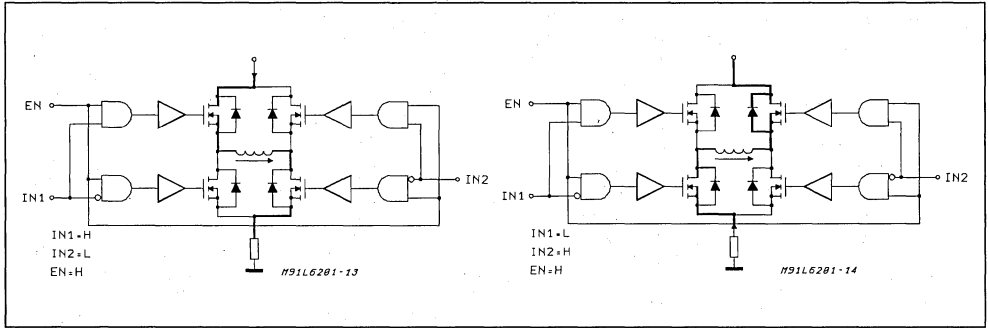 EN
IN1
IN2
IN1=H
IN2=L
EN=H
M91L6201-13
EN
IN1
IN2
IN1=L
IN2=H
EN=H
M91L6201-14